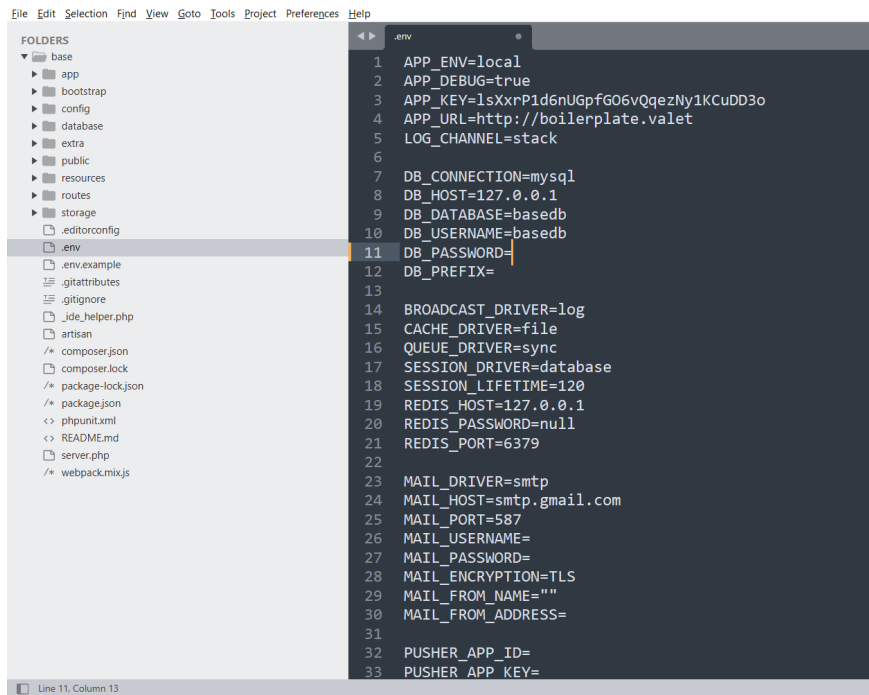 File Edit Selection Find View Goto Tools Project Preferences Help
FOLDERS
base
app
bootstrap
config
database
extra
public
resources
routes
storage
.editorconfig
.env
.env.example
.gitattributes
.gitignore
_ide_helper.php
artisan
/* composer.json
composer.lock
/* package-lock.json
/* package.json
<> phpunit.xml
<> README.md
server.php
/* webpack.mix.js
.env
1 APP_ENV=local
2 APP_DEBUG=true
3 APP_KEY=lsXxrP1d6nUGpfGO6vQqezNy1KCuDD3o
4 APP_URL=http://boilerplate.valet
5 LOG_CHANNEL=stack
6
7 DB_CONNECTION=mysql
8 DB_HOST=127.0.0.1
9 DB_DATABASE=basedb
10 DB_USERNAME=basedb
11 DB_PASSWORD=
12 DB_PREFIX=
13
14 BROADCAST_DRIVER=log
15 CACHE_DRIVER=file
16 QUEUE_DRIVER=sync
17 SESSION_DRIVER=database
18 SESSION_LIFETIME=120
19 REDIS_HOST=127.0.0.1
20 REDIS_PASSWORD=null
21 REDIS_PORT=6379
22
23 MAIL_DRIVER=smtp
24 MAIL_HOST=smtp.gmail.com
25 MAIL_PORT=587
26 MAIL_USERNAME=
27 MAIL_PASSWORD=
28 MAIL_ENCRYPTION=TLS
29 MAIL_FROM_NAME=""
30 MAIL_FROM_ADDRESS=
31
32 PUSHER_APP_ID=
33 PUSHER_APP_KEY=
Line 11, Column 13